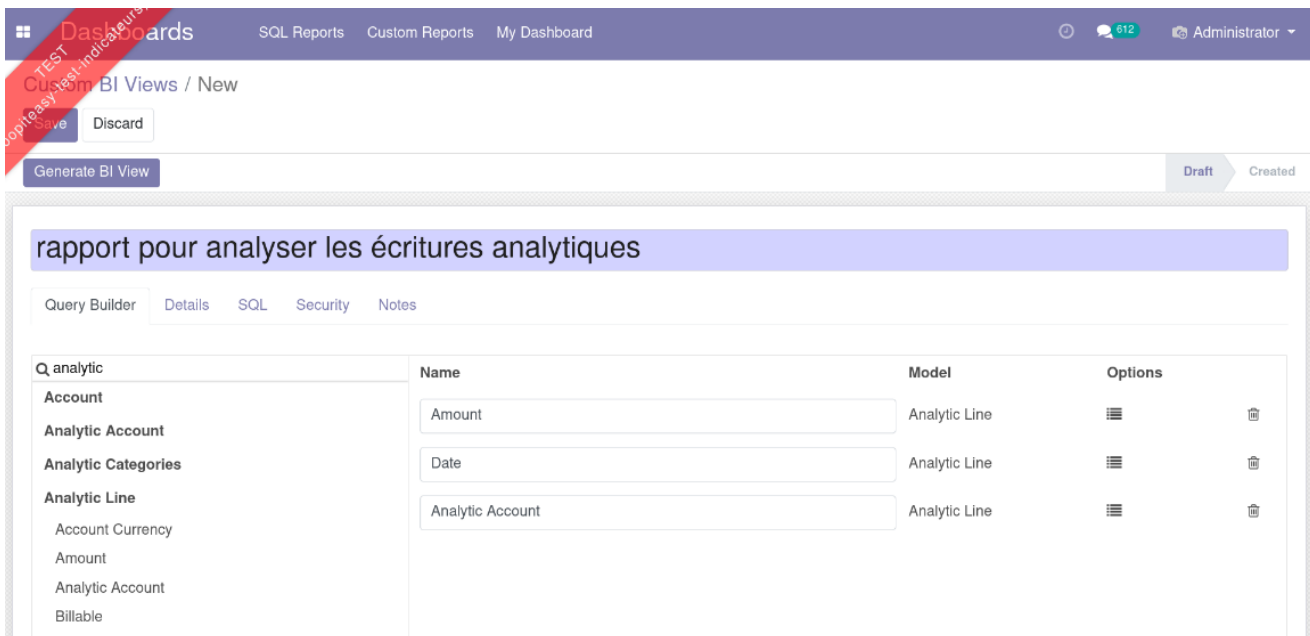 Dashboards SQL Reports Custom Reports My Dashboard 612 Administrator
TEST
Custom BI Views / New
Save Discard
Generate BI View Draft Created
rapport pour analyser les écritures analytiques
Query Builder Details SQL Security Notes
analytic
Name Model Options
Account
Amount Analytic Line
Analytic Account
Analytic Categories
Date Analytic Line
Analytic Line
Analytic Account Analytic Line
Account Currency
Amount
Analytic Account
Billable